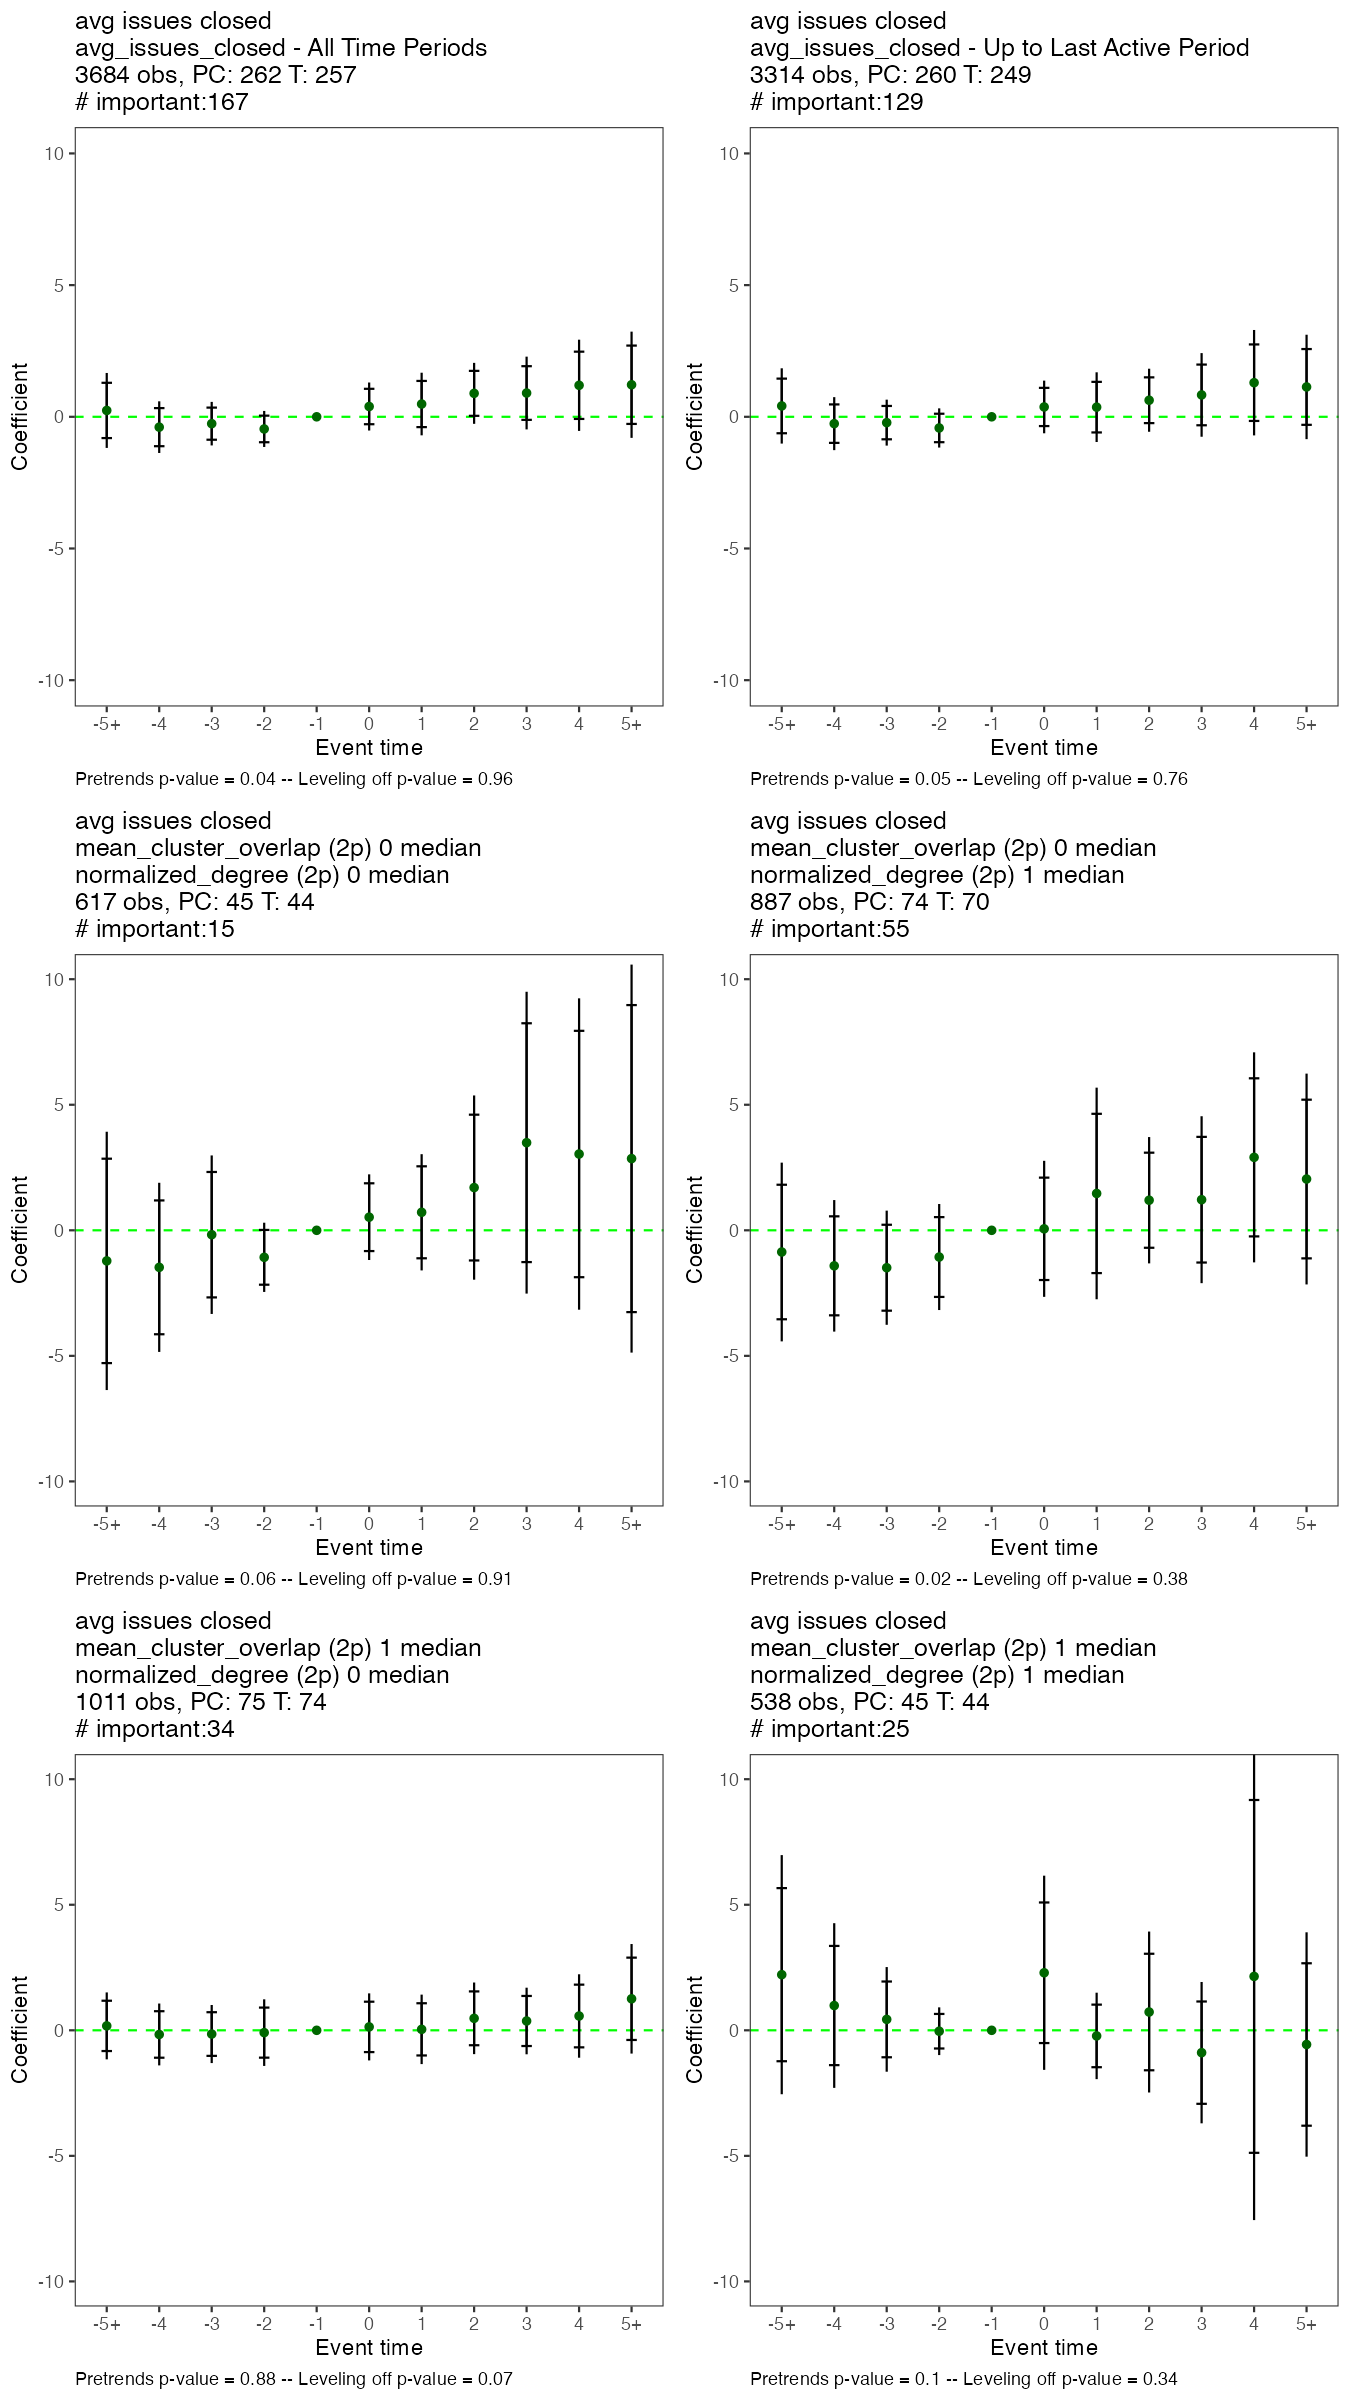 avg issues closed
avg_issues_closed - All Time Periods
3684 obs, PC: 262 T: 257
# important:167
10
5
0
-5
-10
Coefficient
-5+ -4 -3 -2 -1 0 1 2 3 4 5+
Event time
Pretrends p-value = 0.04 -- Leveling off p-value = 0.96
avg issues closed
avg_issues_closed - Up to Last Active Period
3314 obs, PC: 260 T: 249
# important:129
10
5
0
-5
-10
Coefficient
-5+ -4 -3 -2 -1 0 1 2 3 4 5+
Event time
Pretrends p-value = 0.05 -- Leveling off p-value = 0.76
avg issues closed
mean_cluster_overlap (2p) 0 median
normalized_degree (2p) 0 median
617 obs, PC: 45 T: 44
# important:15
10
5
0
-5
-10
Coefficient
-5+ -4 -3 -2 -1 0 1 2 3 4 5+
Event time
Pretrends p-value = 0.06 -- Leveling off p-value = 0.91
avg issues closed
mean_cluster_overlap (2p) 0 median
normalized_degree (2p) 1 median
887 obs, PC: 74 T: 70
# important:55
10
5
0
-5
-10
Coefficient
-5+ -4 -3 -2 -1 0 1 2 3 4 5+
Event time
Pretrends p-value = 0.02 -- Leveling off p-value = 0.38
avg issues closed
mean_cluster_overlap (2p) 1 median
normalized_degree (2p) 0 median
1011 obs, PC: 75 T: 74
# important:34
10
5
0
-5
-10
Coefficient
-5+ -4 -3 -2 -1 0 1 2 3 4 5+
Event time
Pretrends p-value = 0.88 -- Leveling off p-value = 0.07
avg issues closed
mean_cluster_overlap (2p) 1 median
normalized_degree (2p) 1 median
538 obs, PC: 45 T: 44
# important:25
10
5
0
-5
-10
Coefficient
-5+ -4 -3 -2 -1 0 1 2 3 4 5+
Event time
Pretrends p-value = 0.1 -- Leveling off p-value = 0.34